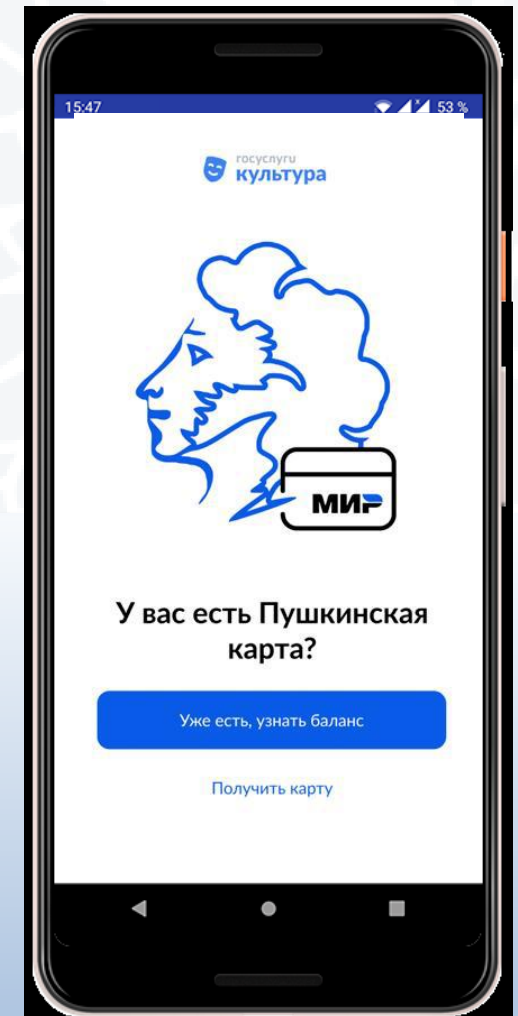 15:47
53 %
госуслуги
культура
МИР
У вас есть Пушкинская
карта?
Уже есть, узнать баланс
Получить карту